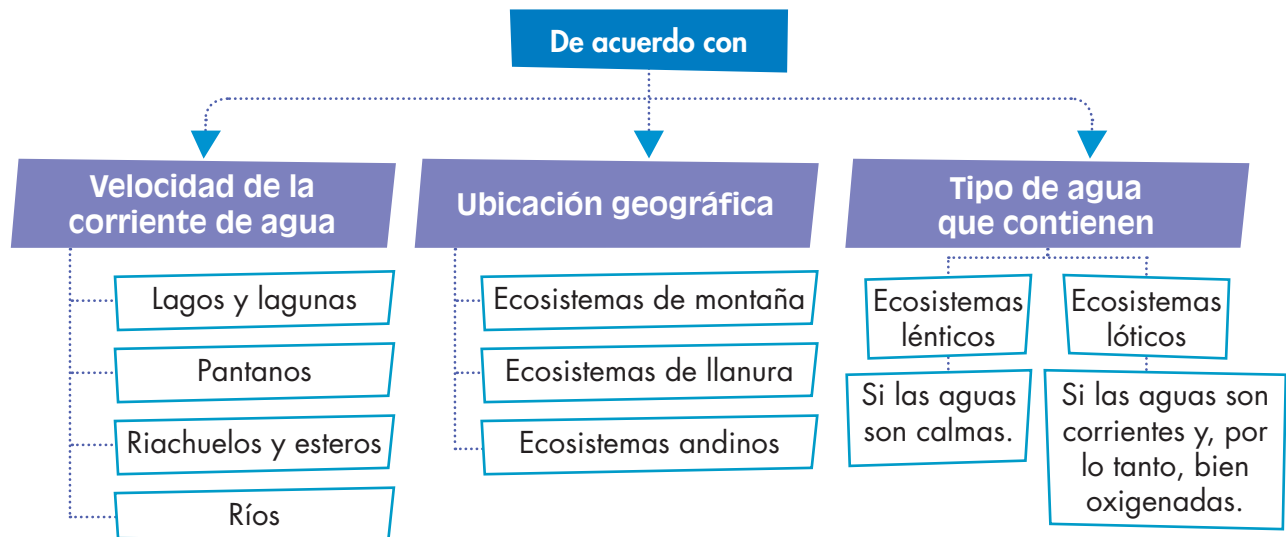 De acuerdo con
Velocidad de la
corriente de agua
Lagos y lagunas
Pantanos
Riachuelos y esteros
Ríos
Ubicación geográfica
Ecosistemas de montaña
Ecosistemas de llanura
Ecosistemas andinos
Tipo de agua
que contienen
Ecosistemas
lénticos
Si las aguas
son calmas.
Ecosistemas
lóticos
Si las aguas son
corrientes y, por
lo tanto, bien
oxigenadas.